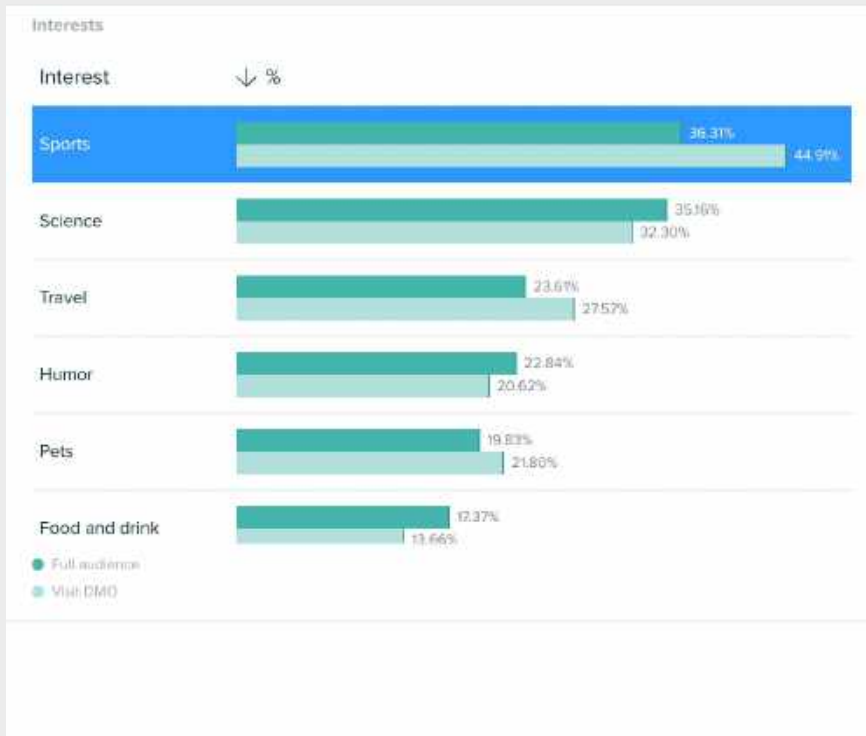 Interests
Interest ↓ %
Sports 36.31%
44.91%
Science 35.16%
32.30%
Travel 23.61%
27.57%
Humor 22.84%
20.62%
Pets 19.83%
21.80%
Food and drink 17.37%
13.66%
Full audience
Visit DMO